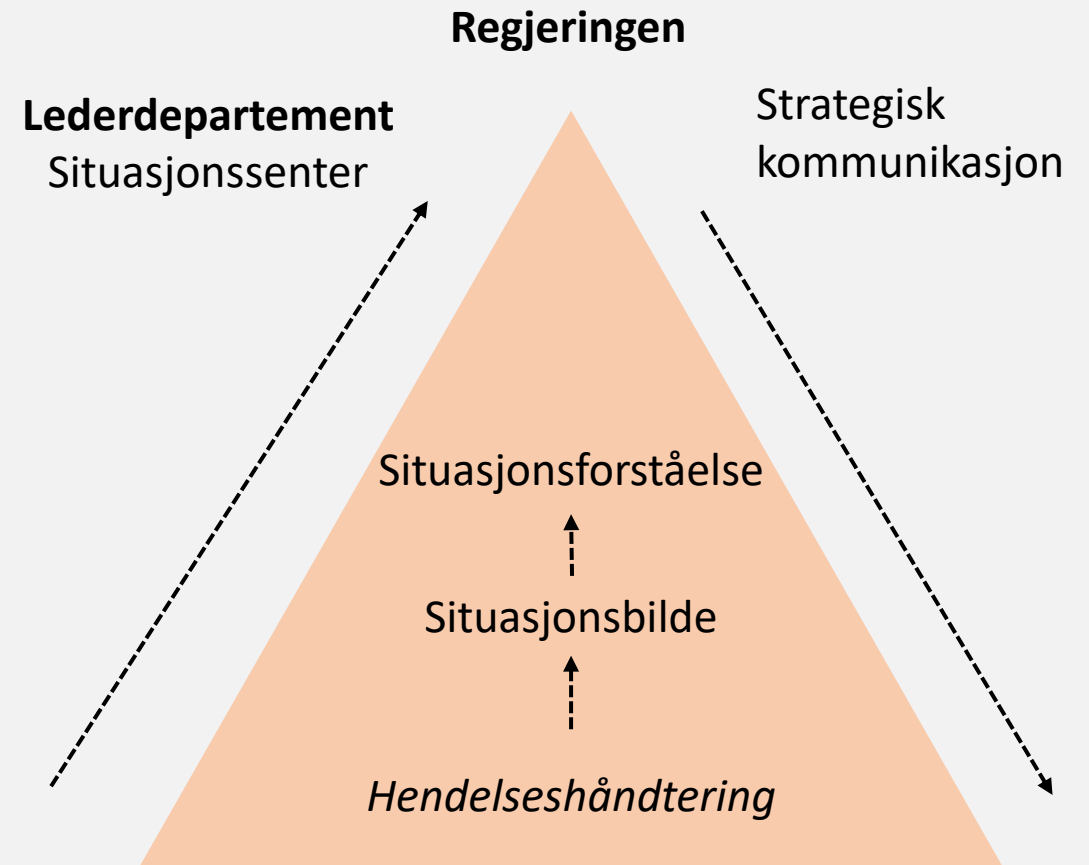 Regjeringen
Lederdepartement
Situasjonssenter
Strategisk
kommunikasjon
Situasjonsforståelse
Situasjonsbilde
Hendelseshåndtering